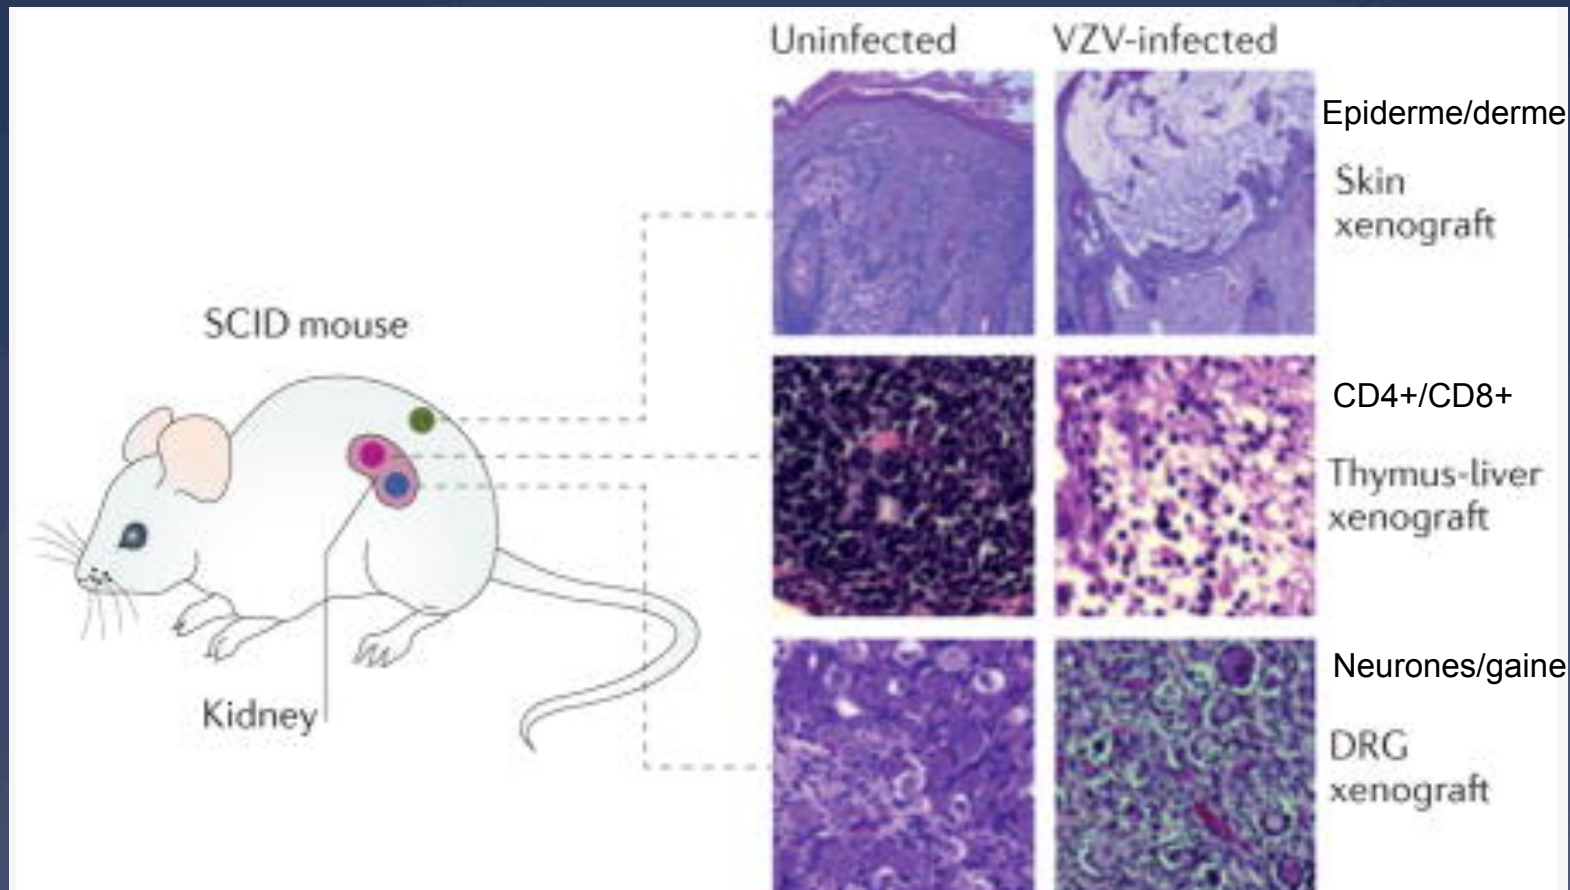 Uninfected
VZV-infected
Epiderme/derme
Skin
xenograft
SCID mouse
CD4+/CD8+
Thymus-liver
xenograft
Kidney
Neurones/gaine
DRG
xenograft